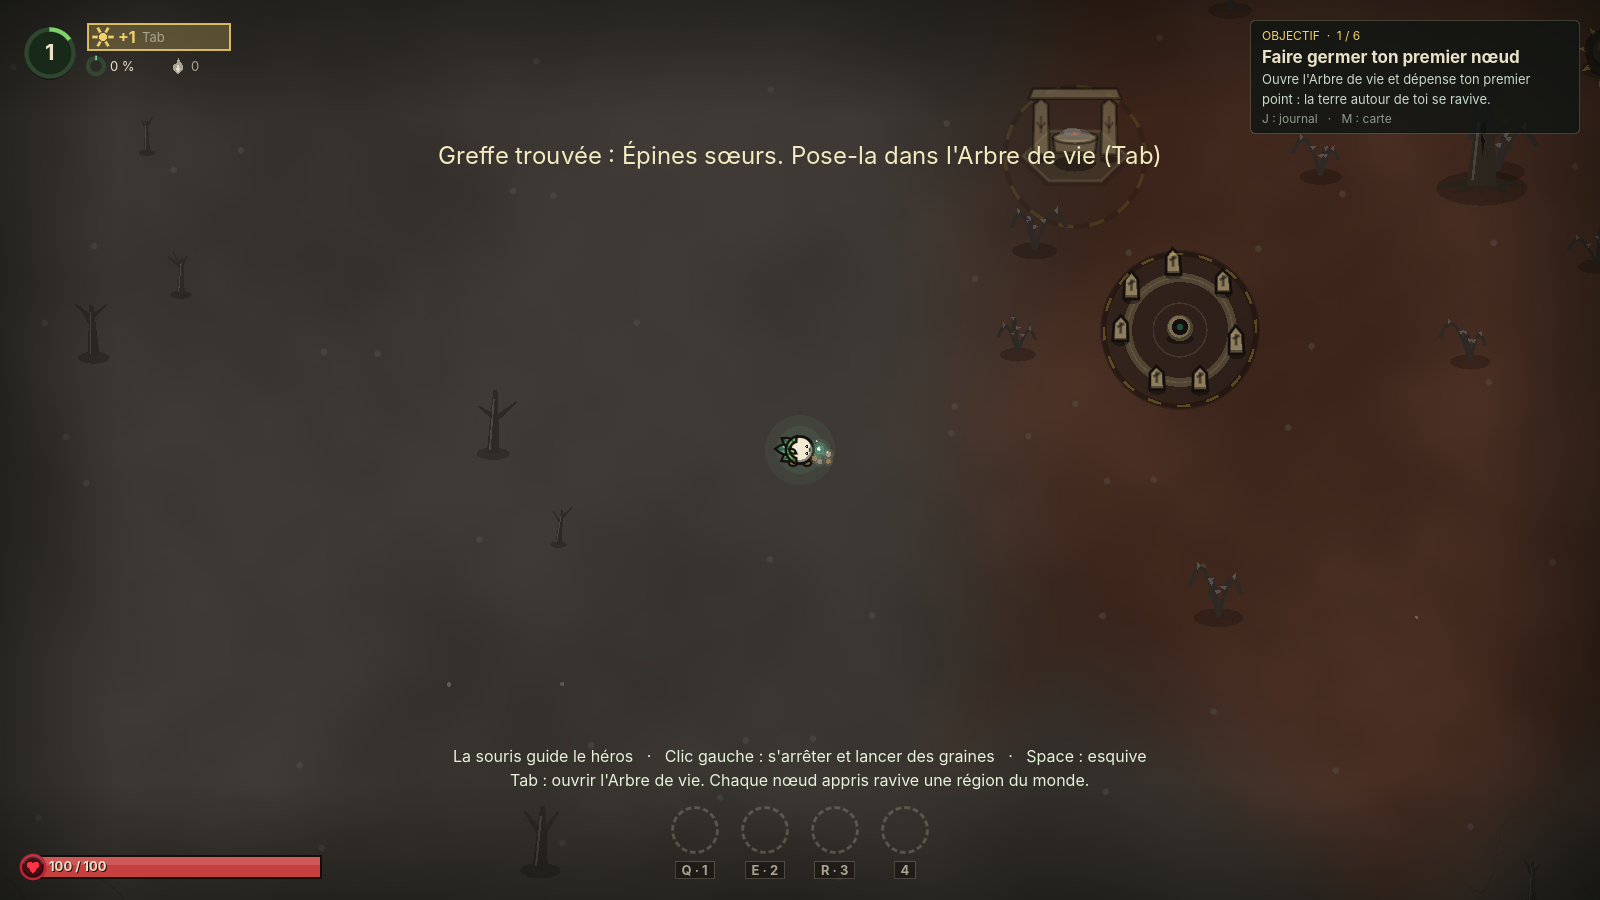 1
+1 Tab
0 %
0
OBJECTIF · 1 / 6
Faire germer ton premier nœud
Ouvre l'Arbre de vie et dépense ton premier
point : la terre autour de toi se ravive.
J : journal · M : carte
Greffe trouvée : Épines sœurs. Pose-la dans l'Arbre de vie (Tab)
La souris guide le héros · Clic gauche : s'arrêter et lancer des graines · Space : esquive
Tab : ouvrir l'Arbre de vie. Chaque nœud appris ravive une région du monde.
100 / 100
Q · 1
E · 2
R · 3
4